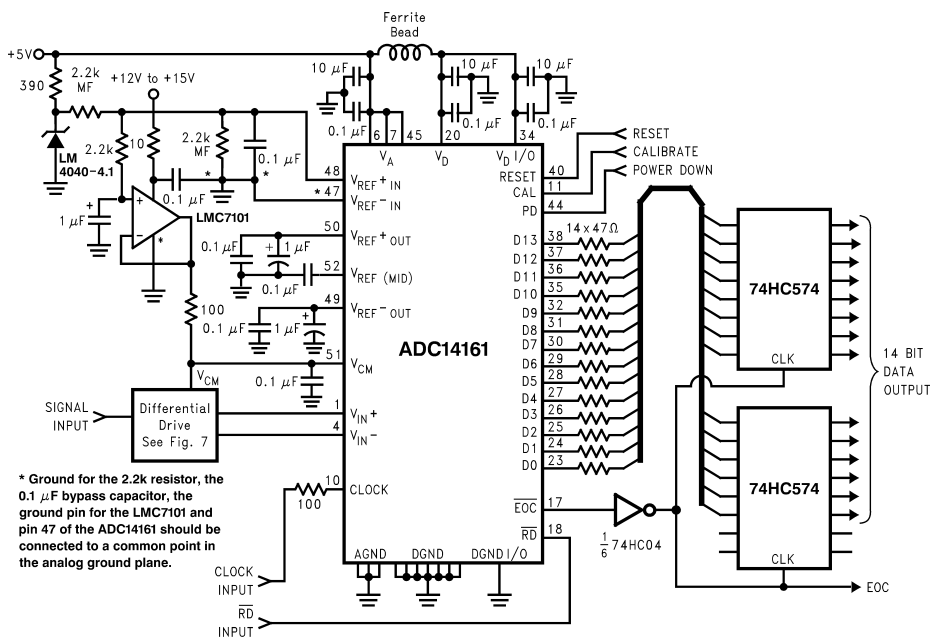 Ferrite
Bead
+5V
390
2.2k
MF
+12V to +15V
10 μF
10 μF
10 μF
0.1 μF
0.1 μF
0.1 μF
6 7 45 20 34
V_A V_D V_D I/O
LM
4040-4.1
2.2k
10
2.2k
MF
0.1 μF
*
*
0.1 μF
48
V_REF+ IN
* 47
V_REF- IN
1 μF
+
+
−
*
LMC7101
50
V_REF+ OUT
0.1 μF
+
1 μF
52
V_REF (MID)
0.1 μF
49
V_REF- OUT
0.1 μF
1 μF
+
100
51
V_CM
V_CM
0.1 μF
ADC14161
SIGNAL
INPUT
Differential
Drive
See Fig. 7
1
V_IN+
4
V_IN-
10
CLOCK
100
* Ground for the 2.2k resistor, the
0.1 μF bypass capacitor, the
ground pin for the LMC7101 and
pin 47 of the ADC14161 should be
connected to a common point in
the analog ground plane.
AGND DGND DGND I/O
CLOCK
INPUT
R̅D̅
INPUT
RESET 40 RESET
CAL 11 CALIBRATE
PD 44 POWER DOWN
14x47Ω
D13 38
D12 37
D11 36
D10 35
D9 32
D8 31
D7 30
D6 29
D5 28
D4 27
D3 26
D2 25
D1 24
D0 23
E̅O̅C̅ 17
R̅D̅ 18
1/6 74HC04
74HC574
CLK
74HC574
CLK
14 BIT
DATA
OUTPUT
EOC